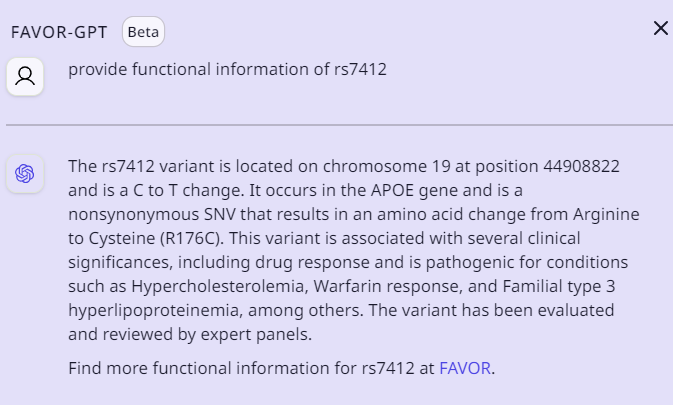 FAVOR-GPT Beta
provide functional information of rs7412
The rs7412 variant is located on chromosome 19 at position 44908822
and is a C to T change. It occurs in the APOE gene and is a
nonsynonymous SNV that results in an amino acid change from Arginine
to Cysteine (R176C). This variant is associated with several clinical
significances, including drug response and is pathogenic for conditions
such as Hypercholesterolemia, Warfarin response, and Familial type 3
hyperlipoproteinemia, among others. The variant has been evaluated
and reviewed by expert panels.
Find more functional information for rs7412 at FAVOR.